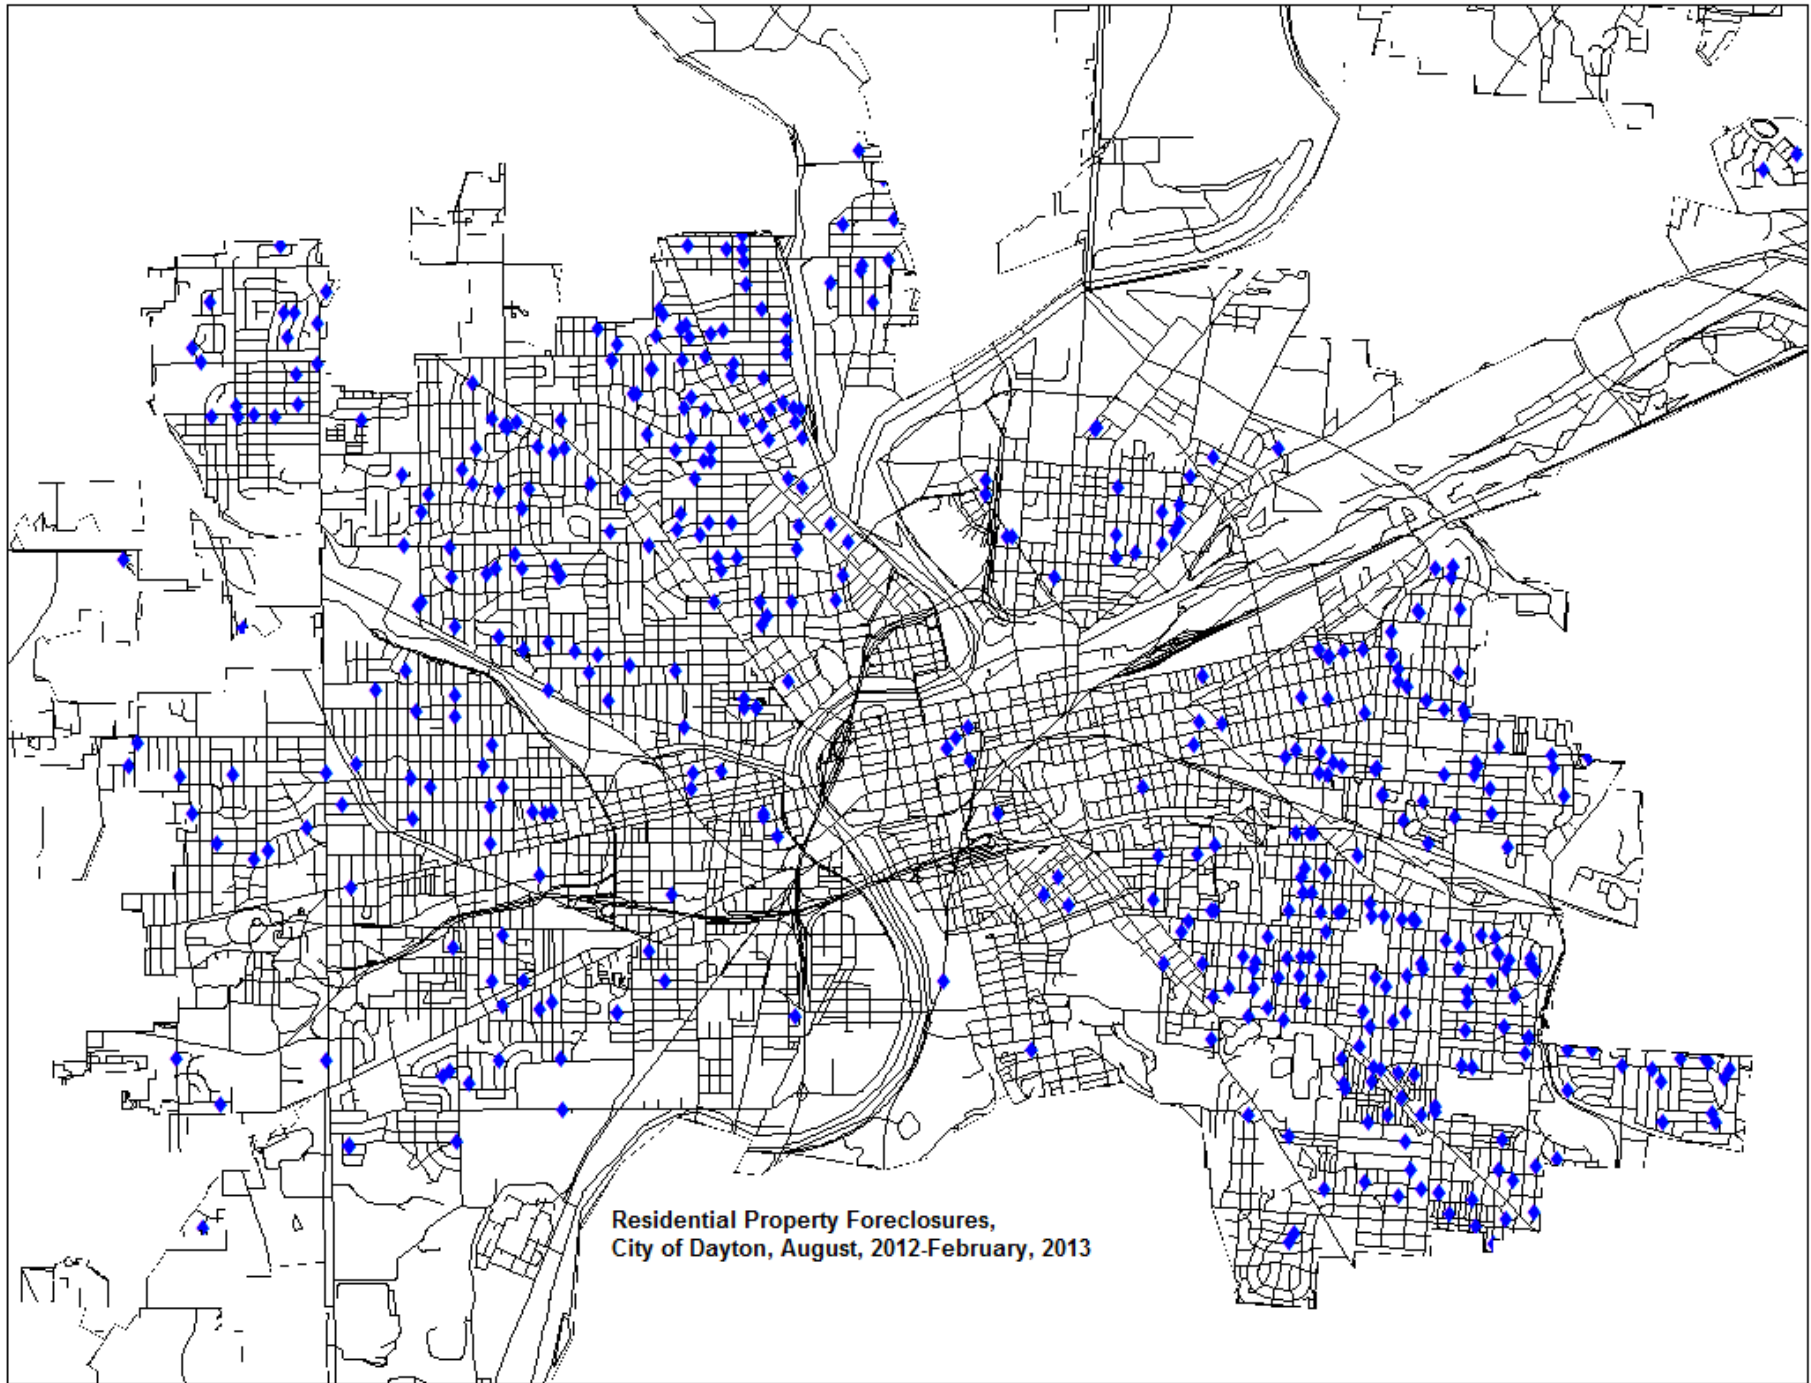 Residential Property Foreclosures,
City of Dayton, August, 2012-February, 2013